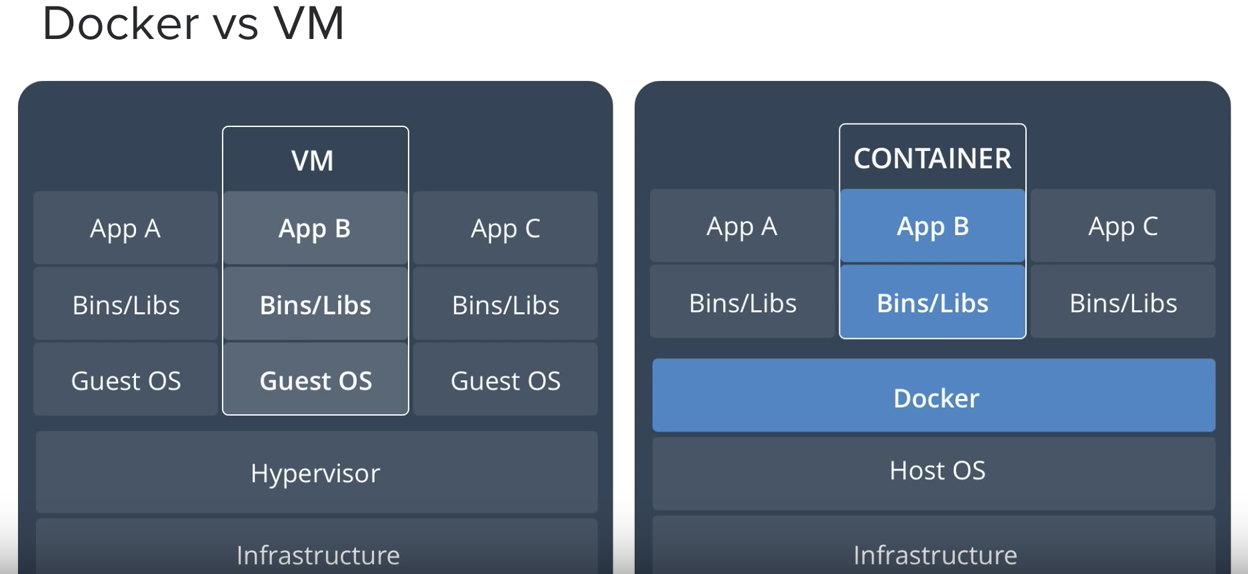 Docker vs VM
VM
App A
App B
App C
Bins/Libs
Bins/Libs
Bins/Libs
Guest OS
Guest OS
Guest OS
Hypervisor
Infrastructure
CONTAINER
App A
App B
App C
Bins/Libs
Bins/Libs
Bins/Libs
Docker
Host OS
Infrastructure